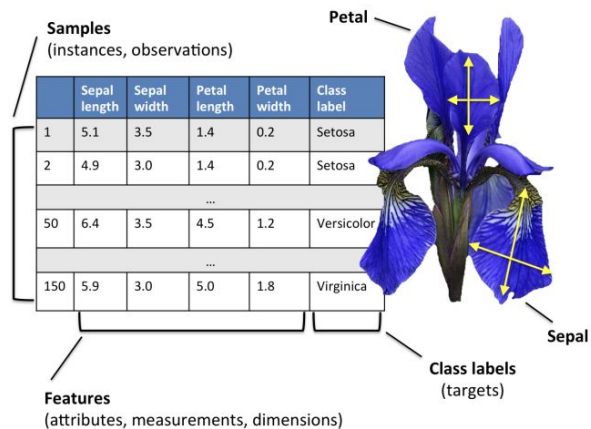 Samples
(instances, observations)
Petal
Sepal length Sepal width Petal length Petal width Class label
1 5.1 3.5 1.4 0.2 Setosa
2 4.9 3.0 1.4 0.2 Setosa
...
50 6.4 3.5 4.5 1.2 Versicolor
...
150 5.9 3.0 5.0 1.8 Virginica
Sepal
Class labels
(targets)
Features
(attributes, measurements, dimensions)